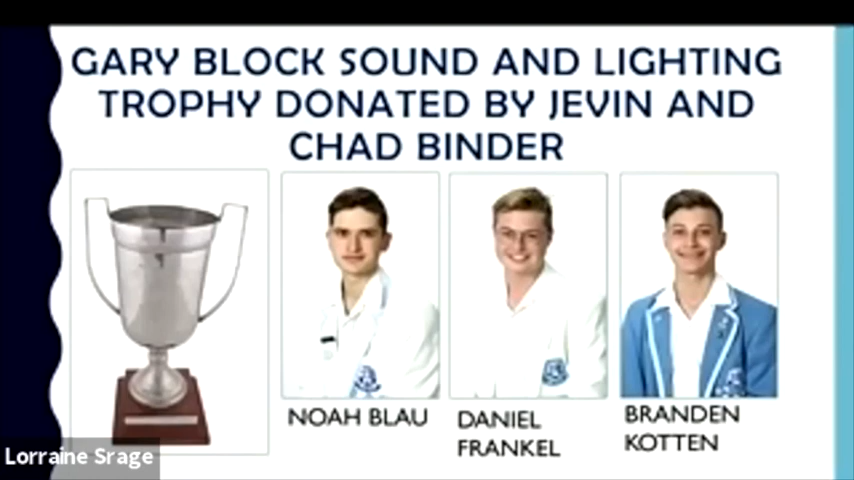 GARY BLOCK SOUND AND LIGHTING
TROPHY DONATED BY JEVIN AND
CHAD BINDER
NOAH BLAU
DANIEL
FRANKEL
BRANDEN
KOTTEN
Lorraine Srage